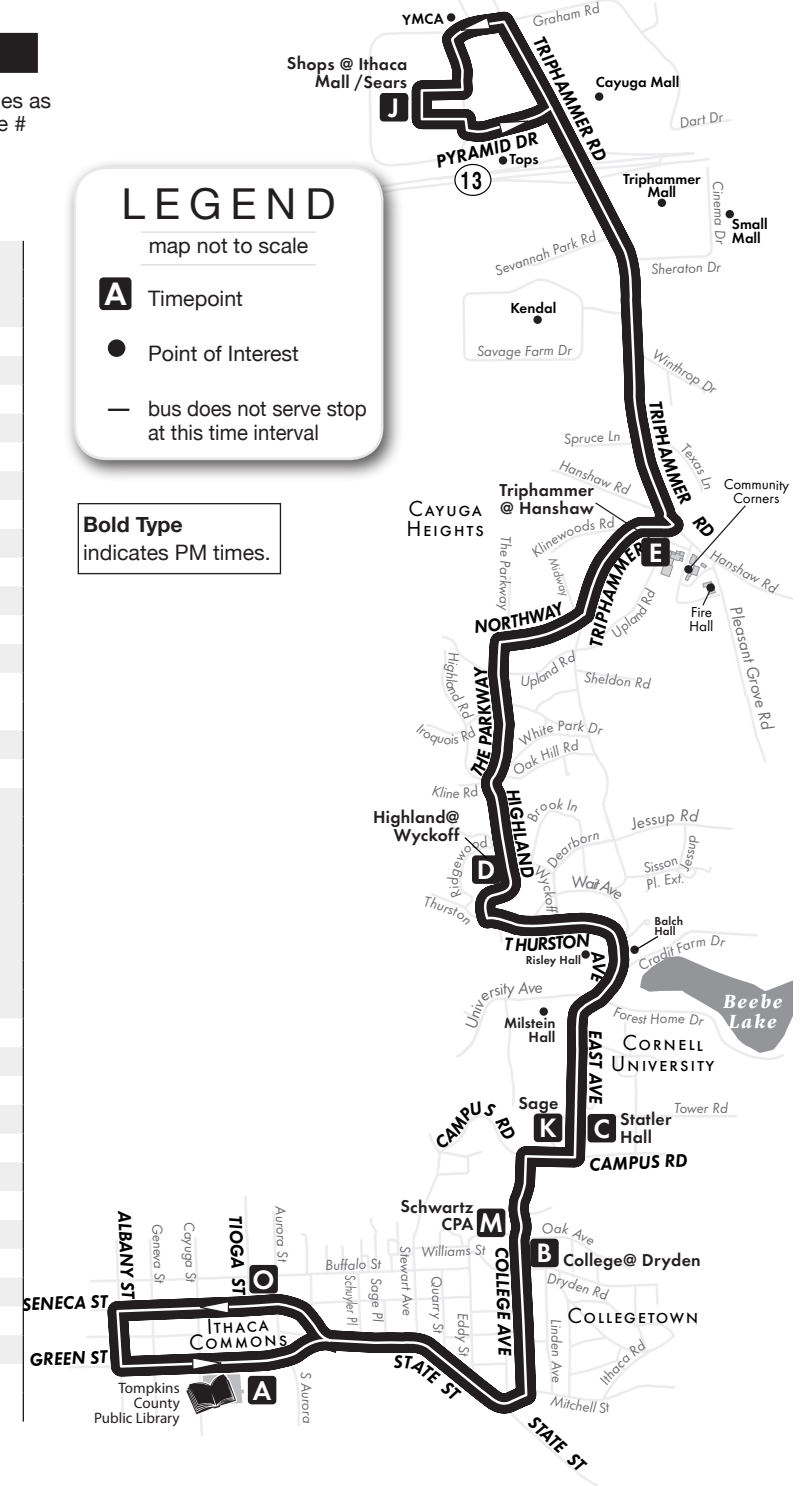 es as
e #
LEGEND
map not to scale
A Timepoint
Point of Interest
— bus does not serve stop
at this time interval
Bold Type
indicates PM times.
YMCA
Graham Rd
Shops @ Ithaca
Mall /Sears
J
TRIPHAMMER RD
Cayuga Mall
Dart Dr
PYRAMID DR
Tops
13
Triphammer
Mall
Cinema Dr
Small
Mall
Sevannah Park Rd
Sheraton Dr
Kendal
Savage Farm Dr
Winthrop Dr
TRIPHAMMER RD
Spruce Ln
Texas Ln
Hanshaw Rd
Community
Corners
Triphammer
@ Hanshaw
CAYUGA
HEIGHTS
Klinewoods Rd
E
Hanshaw Rd
The Parkway
Midway
TRIPHAMMER
Upland Rd
Fire
Hall
Pleasant Grove Rd
NORTHWAY
Highland Rd
Upland Rd
Sheldon Rd
THE PARKWAY
Iroquois Rd
White Park Dr
Oak Hill Rd
Kline Rd
HIGHLAND
Highland@
Wyckoff
Brook ln
Jessup Rd
Dearborn
Jessup
Ridgewood
D
Wyckoff
Wait Ave
Sisson
Pl. Ext.
Thurston
THURSTON AVE
Risley Hall
Balch
Hall
Cradit Farm Dr
University Ave
Milstein
Hall
Forest Home Dr
Beebe
Lake
EAST AVE
CORNELL
UNIVERSITY
Sage
K
C
Statler
Hall
Tower Rd
CAMPUS RD
CAMPUS RD
Schwartz
CPA
M
Oak Ave
B
College@ Dryden
Williams St
COLLEGE AVE
Dryden Rd
COLLEGETOWN
Linden Ave
Ithaca Rd
Mitchell St
ALBANY ST
Geneva St
Cayuga St
TIOGA ST
Aurora St
O
Buffalo St
Schuyler Pl
Sage Pl
Stewart Ave
Quarry St
Eddy St
SENECA ST
ITHACA
COMMONS
GREEN ST
STATE ST
Tompkins
County
Public Library
A
S Aurora
STATE ST